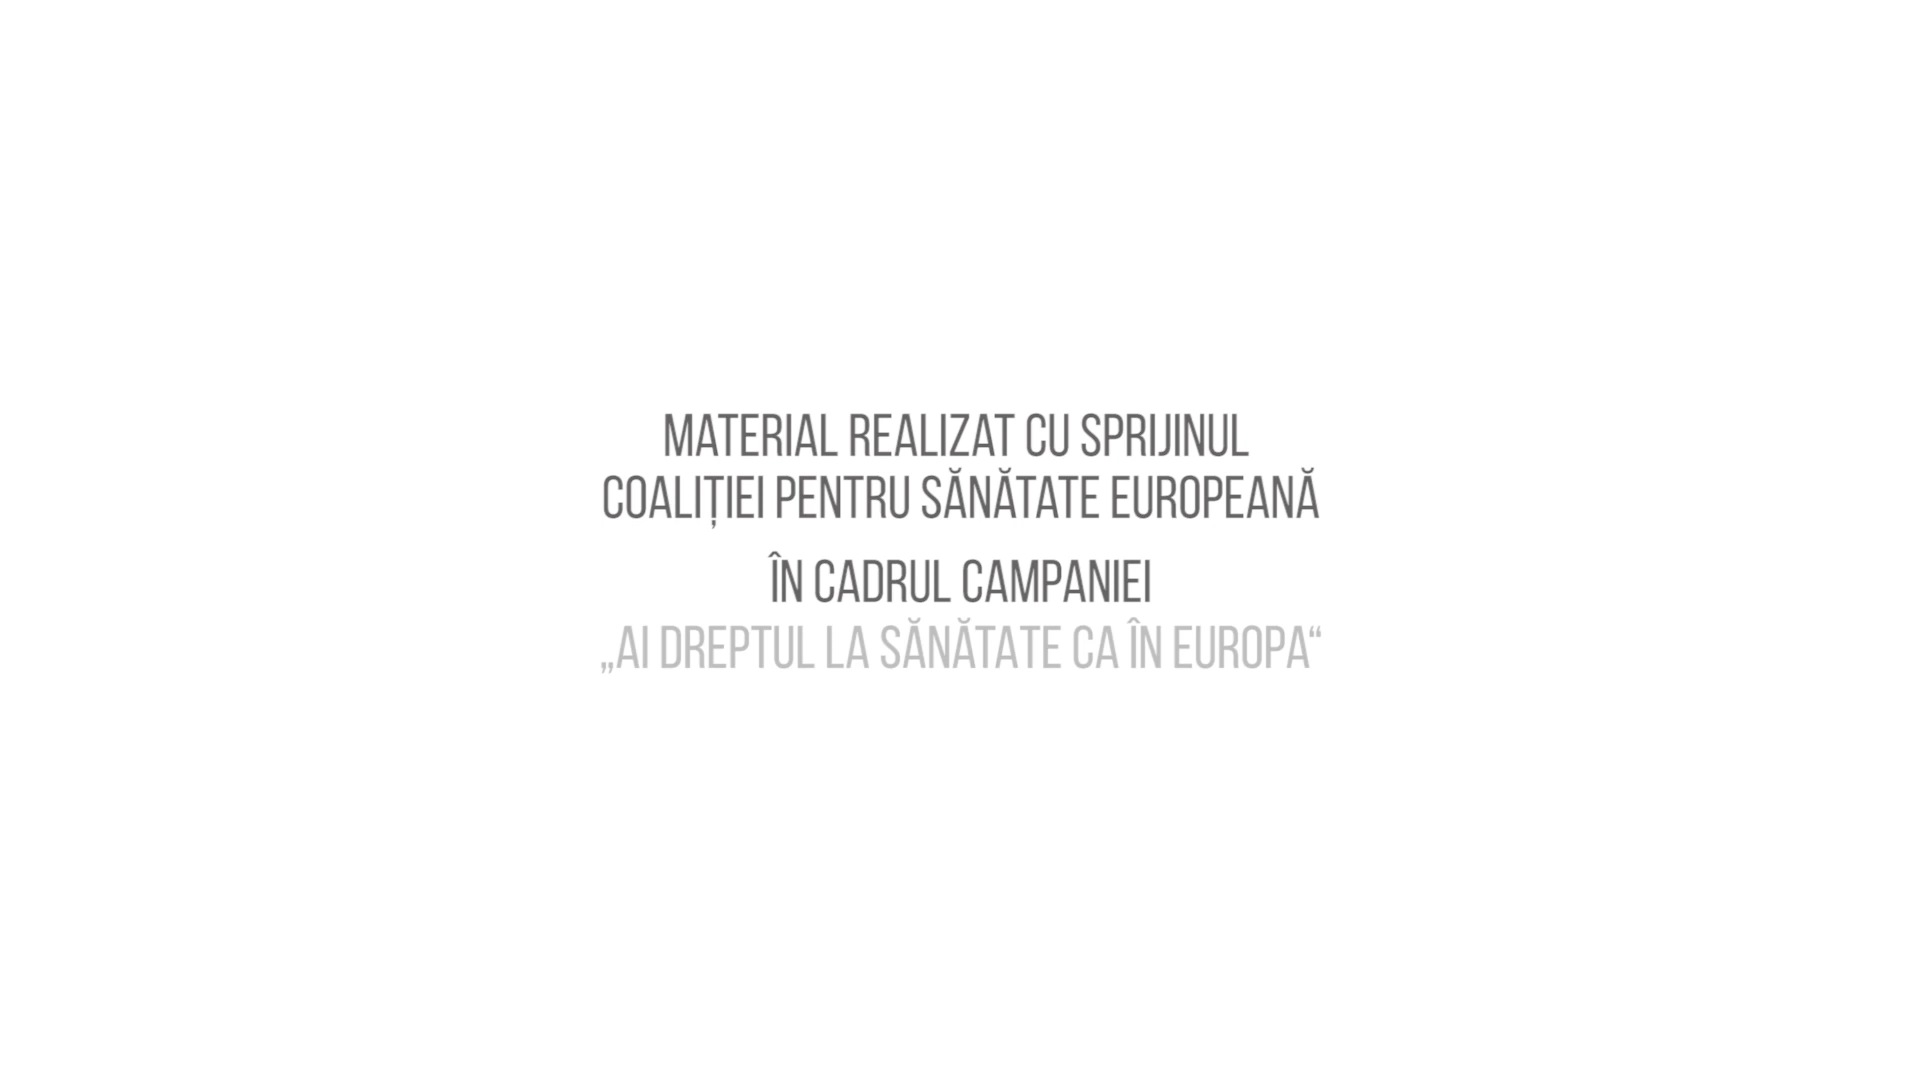 MATERIAL REALIZAT CU SPRIJINUL
COALIȚIEI PENTRU SĂNĂTATE EUROPEANĂ
ÎN CADRUL CAMPANIEI
„AI DREPTUL LA SĂNĂTATE CA ÎN EUROPA“